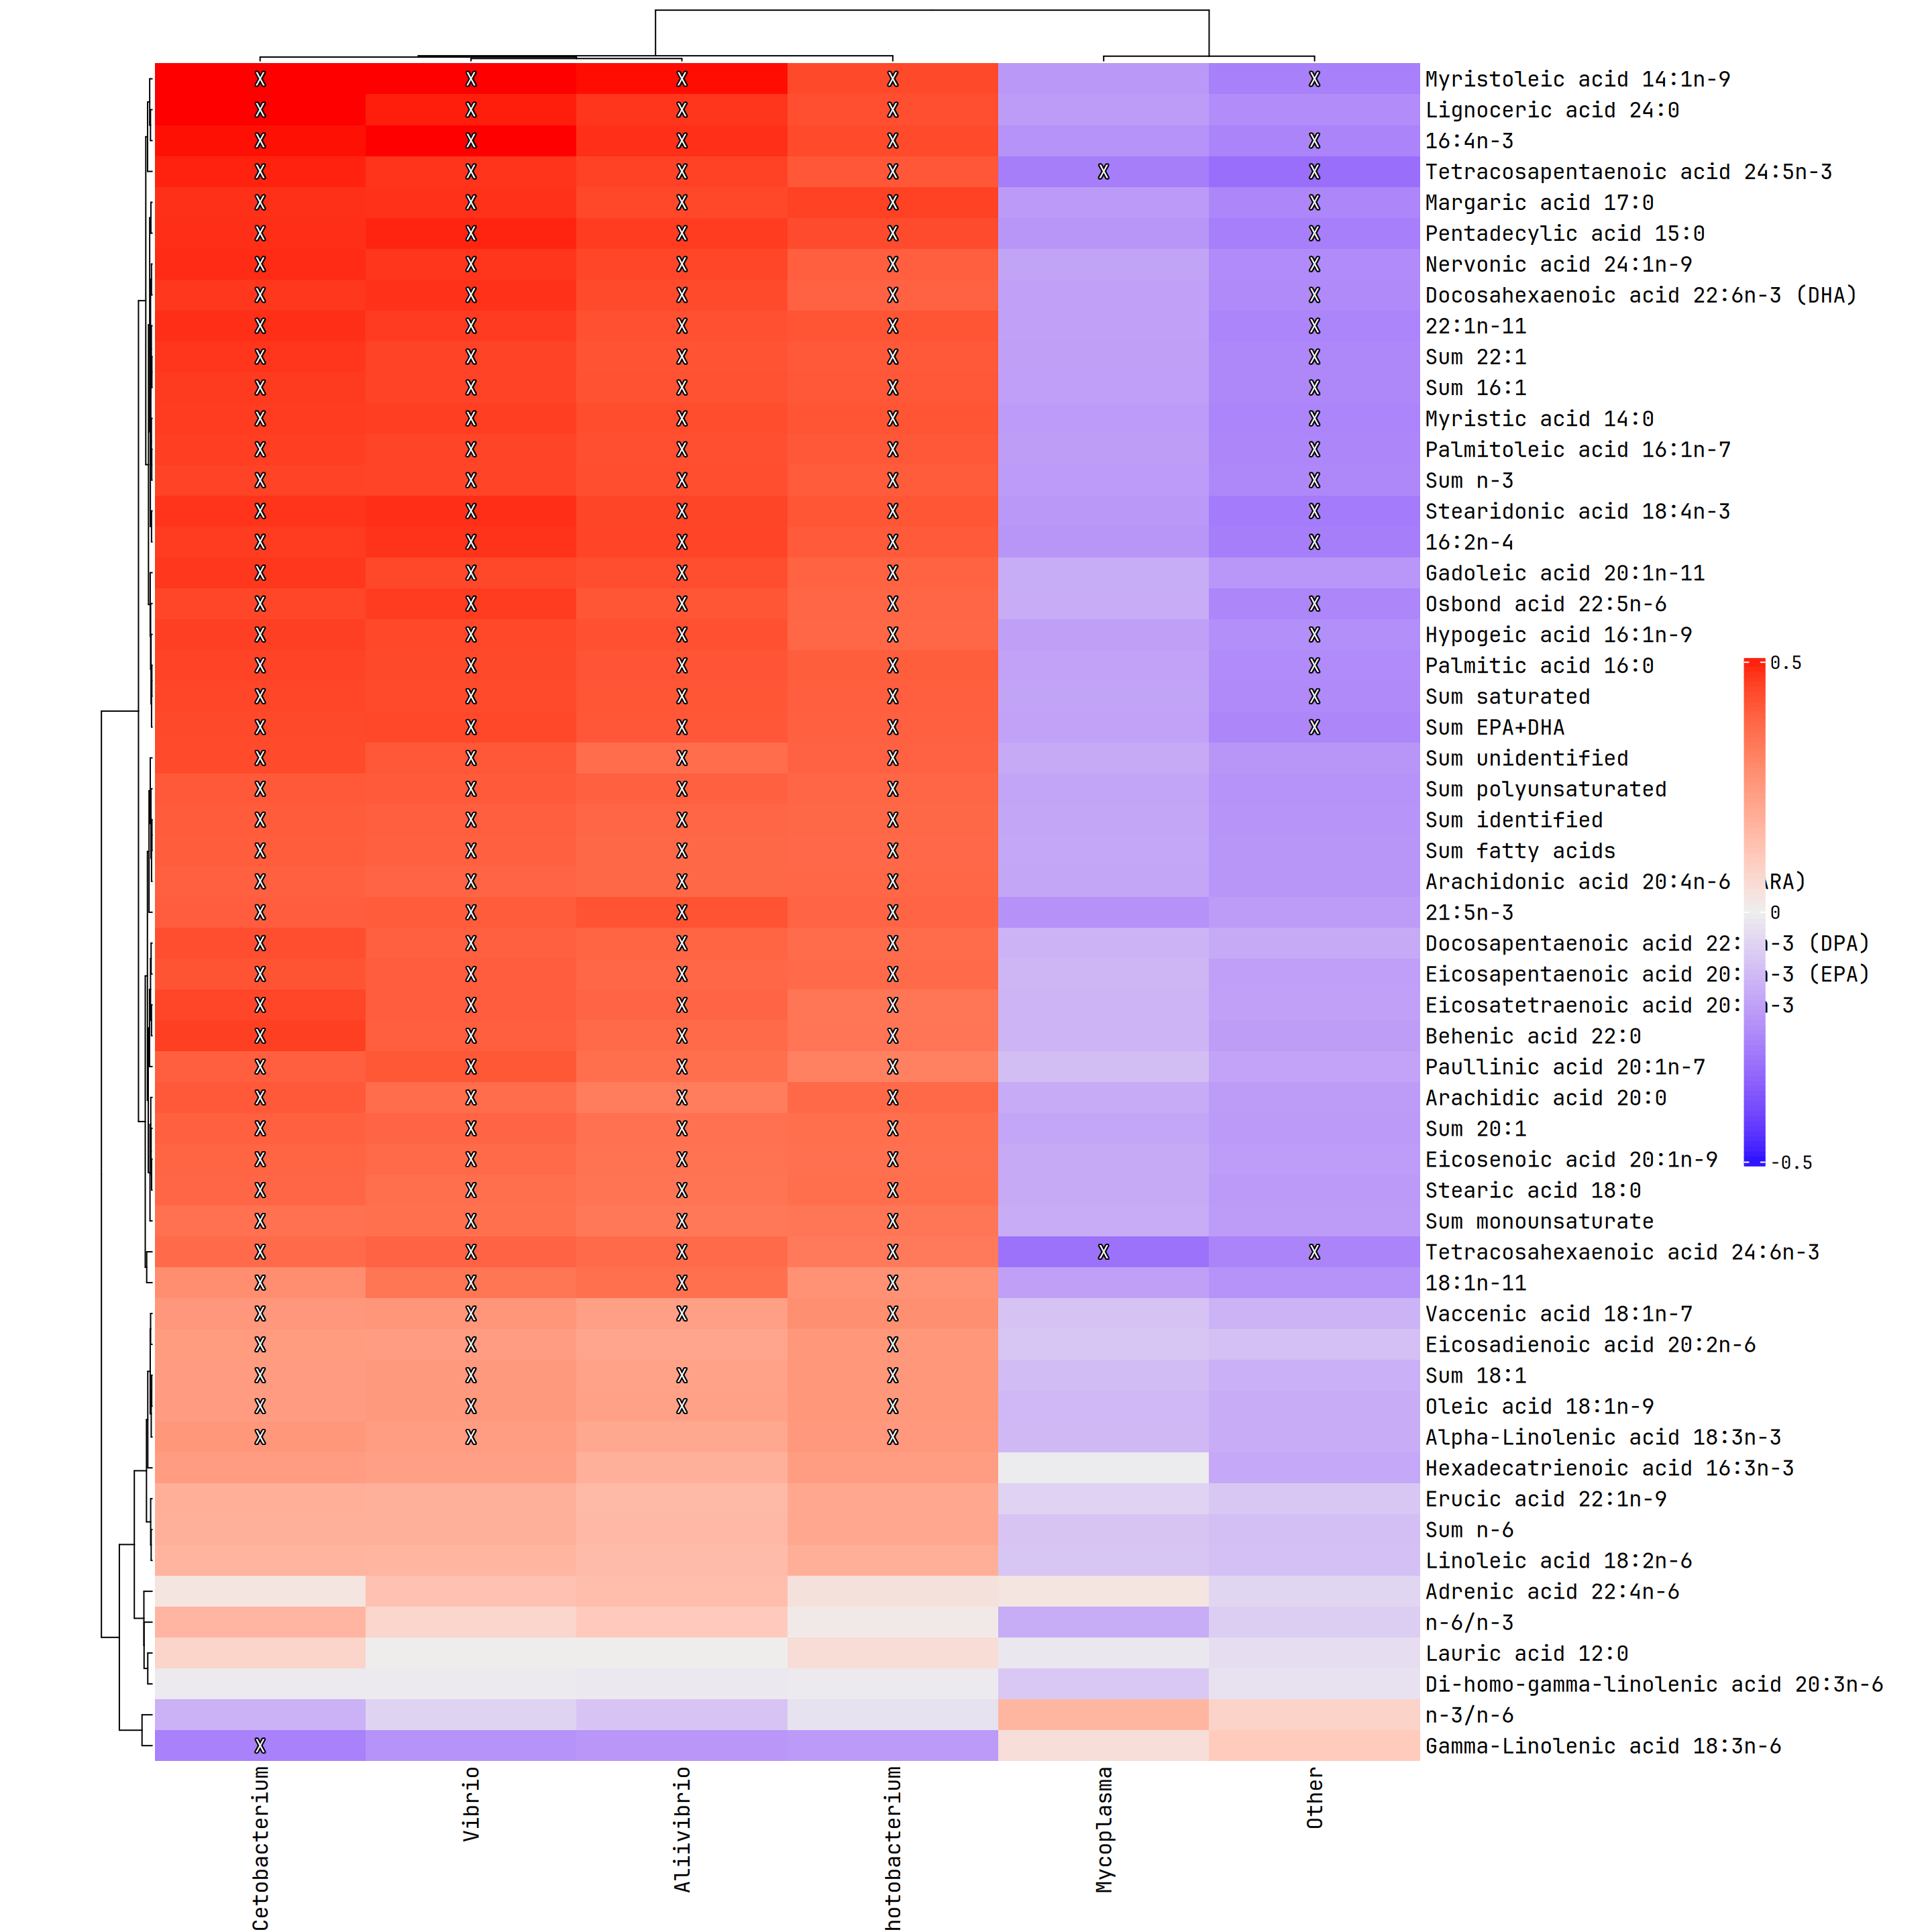 X X X X X Myristoleic acid 14:1n-9
X X X X Lignoceric acid 24:0
X X X X X 16:4n-3
X X X X X X Tetracosapentaenoic acid 24:5n-3
X X X X X Margaric acid 17:0
X X X X X Pentadecylic acid 15:0
X X X X X Nervonic acid 24:1n-9
X X X X X Docosahexaenoic acid 22:6n-3 (DHA)
X X X X X 22:1n-11
X X X X X Sum 22:1
X X X X X Sum 16:1
X X X X X Myristic acid 14:0
X X X X X Palmitoleic acid 16:1n-7
X X X X X Sum n-3
X X X X X Stearidonic acid 18:4n-3
X X X X X 16:2n-4
X X X X Gadoleic acid 20:1n-11
X X X X X Osbond acid 22:5n-6
X X X X X Hypogeic acid 16:1n-9
X X X X X Palmitic acid 16:0
X X X X X Sum saturated
X X X X X Sum EPA+DHA
X X X X Sum unidentified
X X X X Sum polyunsaturated
X X X X Sum identified
X X X X Sum fatty acids
X X X X Arachidonic acid 20:4n-6
X X X X 21:5n-3
X X X X Docosapentaenoic acid (DPA)
X X X X Eicosapentaenoic acid (EPA)
X X X X Eicosatetraenoic acid
X X X X Behenic acid 22:0
X X X X Paullinic acid 20:1n-7
X X X X Arachidic acid 20:0
X X X X Sum 20:1
X X X X Eicosenoic acid 20:1n-9
X X X X Stearic acid 18:0
X X X X Sum monounsaturate
X X X X X X Tetracosahexaenoic acid 24:6n-3
X X X X 18:1n-11
X X X X Vaccenic acid 18:1n-7
X X X Eicosadienoic acid 20:2n-6
X X X X Sum 18:1
X X X X Oleic acid 18:1n-9
X X X Alpha-Linolenic acid 18:3n-3
Hexadecatrienoic acid 16:3n-3
Erucic acid 22:1n-9
Sum n-6
Linoleic acid 18:2n-6
Adrenic acid 22:4n-6
n-6/n-3
Lauric acid 12:0
Di-homo-gamma-linolenic acid 20:3n-6
n-3/n-6
X Gamma-Linolenic acid 18:3n-6
0.5
0
-0.5
Cetobacterium
Vibrio
Aliivibrio
hotobacterium
Mycoplasma
Other